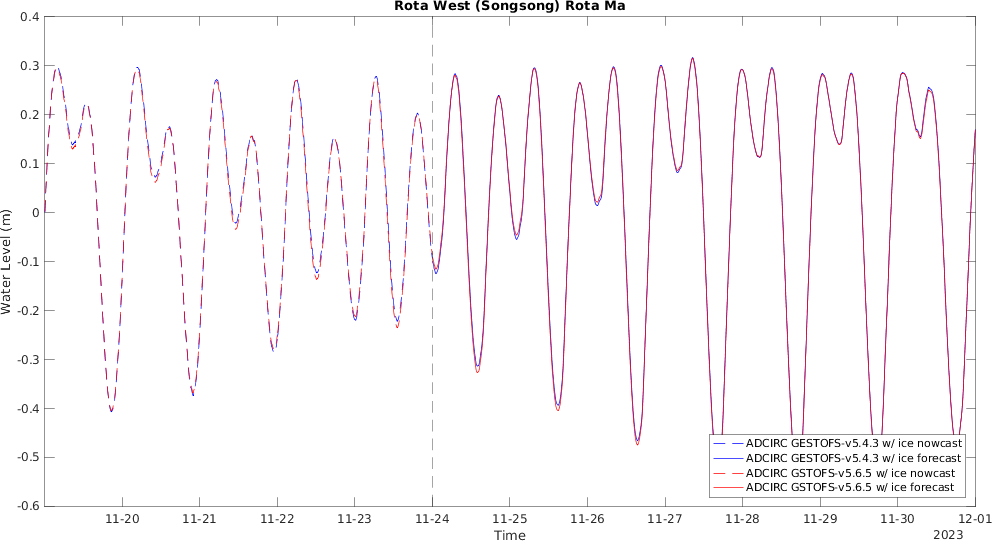 Rota West (Songsong) Rota Ma
0.4
0.3
0.2
0.1
0
-0.1
-0.2
-0.3
-0.4
-0.5
-0.6
Water Level (m)
ADCIRC GESTOFS-v5.4.3 w/ ice nowcast
ADCIRC GESTOFS-v5.4.3 w/ ice forecast
ADCIRC GSTOFS-v5.6.5 w/ ice nowcast
ADCIRC GSTOFS-v5.6.5 w/ ice forecast
11-20 11-21 11-22 11-23 11-24 11-25 11-26 11-27 11-28 11-29 11-30 12-01
Time
2023